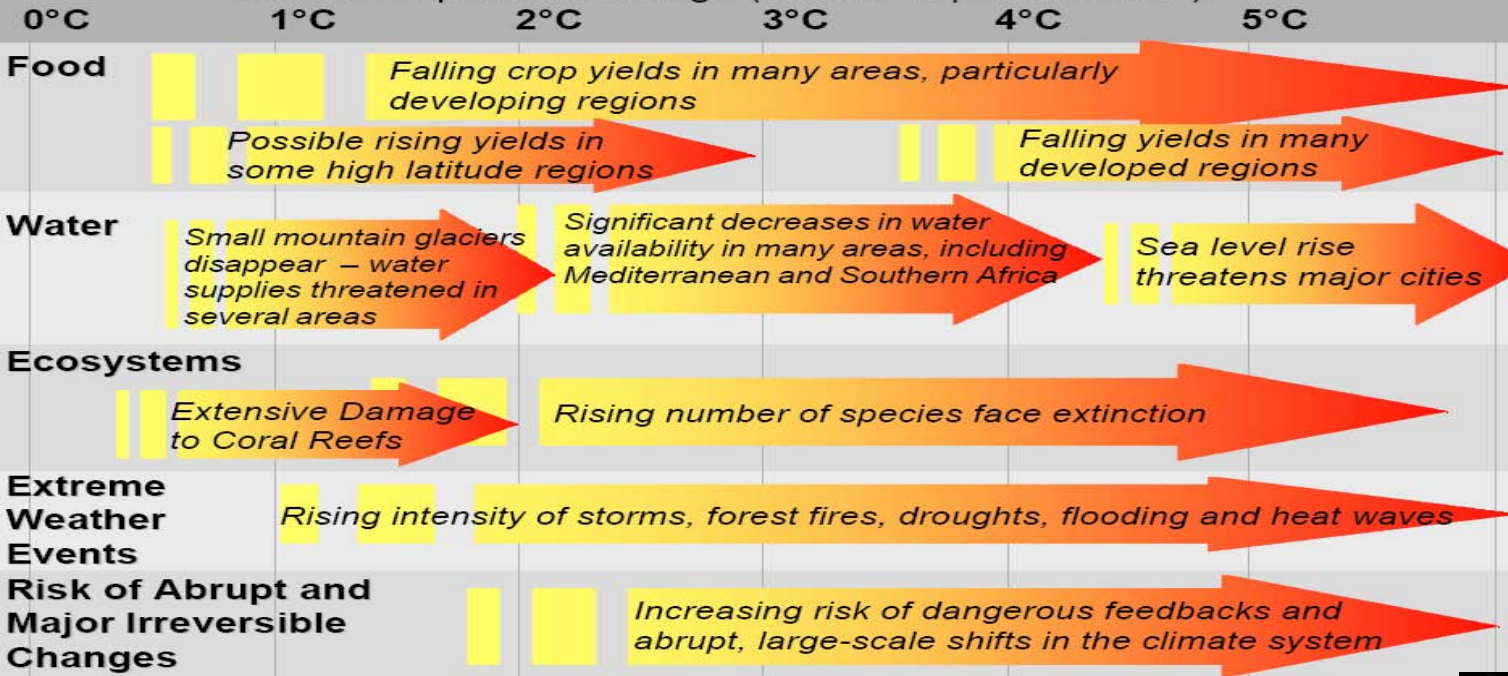 0°C 1°C 2°C 3°C 4°C 5°C
Food
Falling crop yields in many areas, particularly
developing regions
Possible rising yields in
some high latitude regions
Falling yields in many
developed regions
Water
Small mountain glaciers
disappear – water
supplies threatened in
several areas
Significant decreases in water
availability in many areas, including
Mediterranean and Southern Africa
Sea level rise
threatens major cities
Ecosystems
Extensive Damage
to Coral Reefs
Rising number of species face extinction
Extreme
Weather
Events
Rising intensity of storms, forest fires, droughts, flooding and heat waves
Risk of Abrupt and
Major Irreversible
Changes
Increasing risk of dangerous feedbacks and
abrupt, large-scale shifts in the climate system